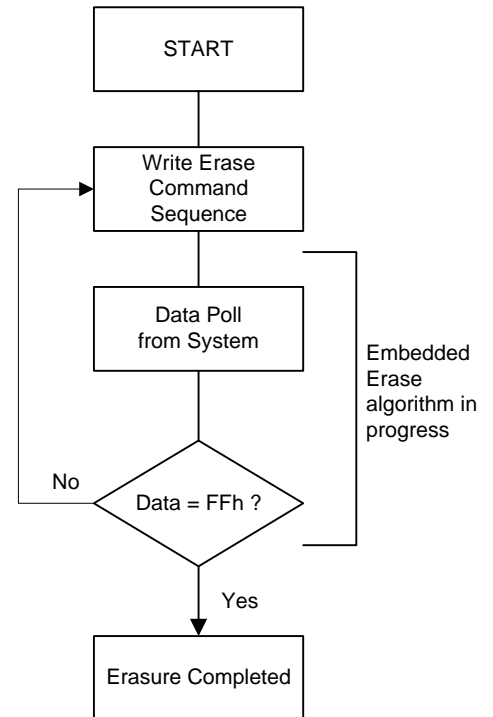 START
Write Erase
Command
Sequence
Data Poll
from System
Embedded
Erase
algorithm in
progress
No
Data = FFh ?
Yes
Erasure Completed